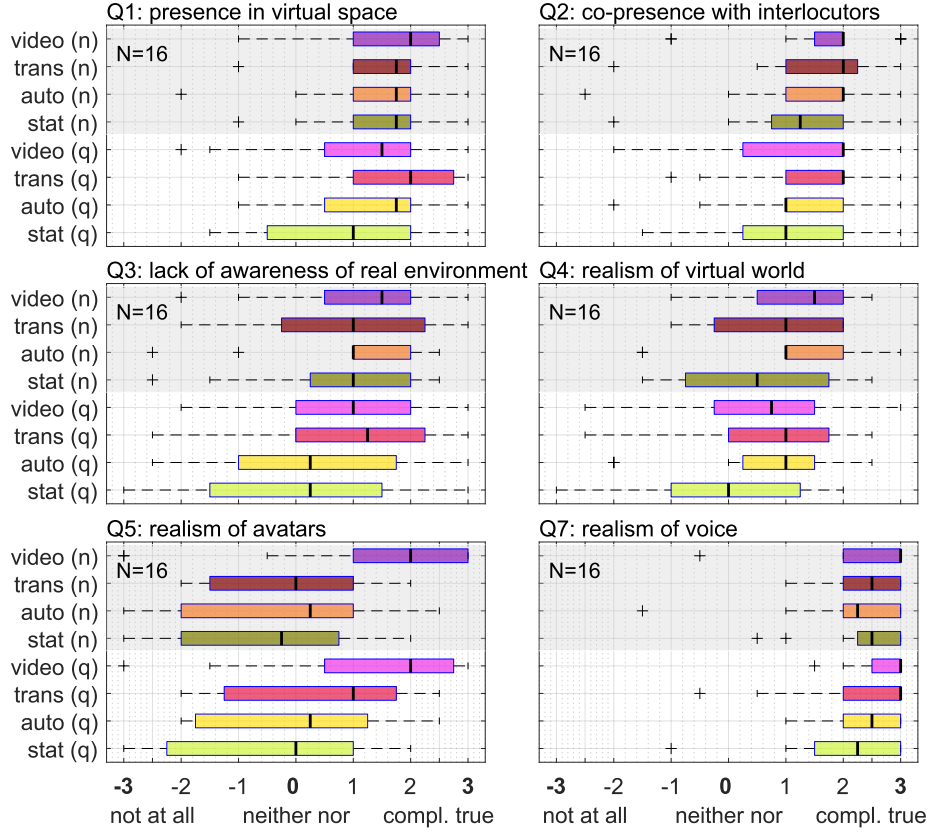 Q1: presence in virtual space
Q2: co-presence with interlocutors
video (n)
trans (n)
auto (n)
stat (n)
video (q)
trans (q)
auto (q)
stat (q)
N=16
N=16
Q3: lack of awareness of real environment
Q4: realism of virtual world
video (n)
trans (n)
auto (n)
stat (n)
video (q)
trans (q)
auto (q)
stat (q)
N=16
N=16
Q5: realism of avatars
Q7: realism of voice
video (n)
trans (n)
auto (n)
stat (n)
video (q)
trans (q)
auto (q)
stat (q)
N=16
N=16
-3 -2 -1 0 1 2 3 -3 -2 -1 0 1 2 3
not at all neither nor compl. true not at all neither nor compl. true